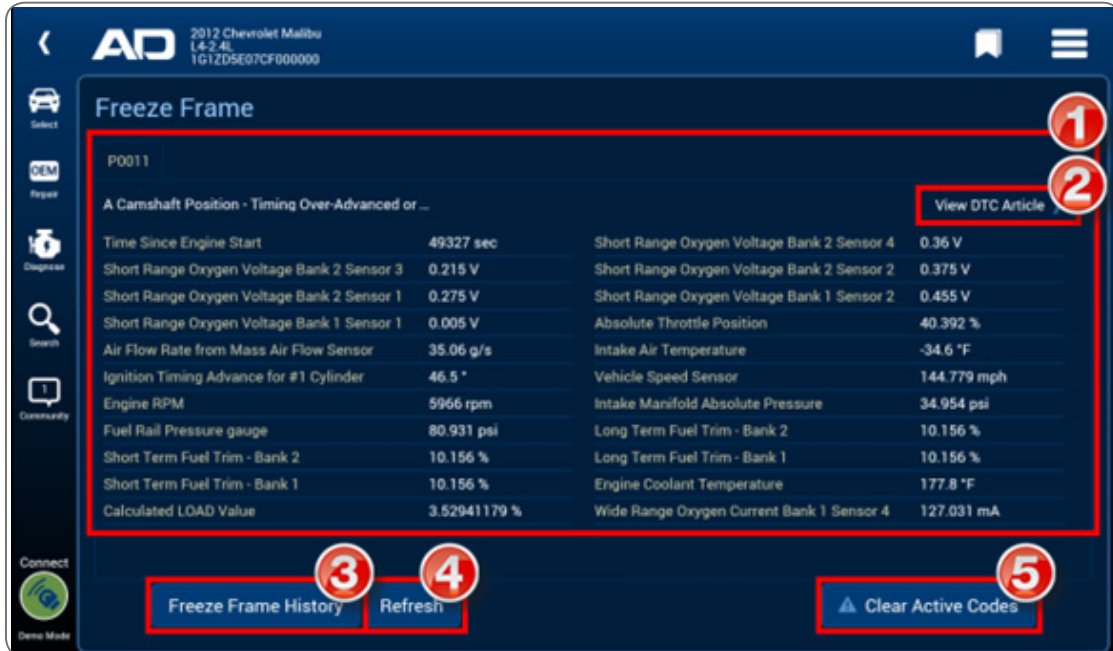 AD
2012 Chevrolet Malibu
L4-2.4L
1G1ZD5E07CF000000
Select
OEM
Repair
Diagnose
Search
1
Community
Connect
Demo Mode
Freeze Frame
1
P0011
2
A Camshaft Position - Timing Over-Advanced or ...
View DTC Article
Time Since Engine Start 49327 sec Short Range Oxygen Voltage Bank 2 Sensor 4 0.36 V
Short Range Oxygen Voltage Bank 2 Sensor 3 0.215 V Short Range Oxygen Voltage Bank 2 Sensor 2 0.375 V
Short Range Oxygen Voltage Bank 2 Sensor 1 0.275 V Short Range Oxygen Voltage Bank 1 Sensor 2 0.455 V
Short Range Oxygen Voltage Bank 1 Sensor 1 0.005 V Absolute Throttle Position 40.392 %
Air Flow Rate from Mass Air Flow Sensor 35.06 g/s Intake Air Temperature -34.6 °F
Ignition Timing Advance for #1 Cylinder 46.5 ° Vehicle Speed Sensor 144.779 mph
Engine RPM 5966 rpm Intake Manifold Absolute Pressure 34.954 psi
Fuel Rail Pressure gauge 80.931 psi Long Term Fuel Trim - Bank 2 10.156 %
Short Term Fuel Trim - Bank 2 10.156 % Long Term Fuel Trim - Bank 1 10.156 %
Short Term Fuel Trim - Bank 1 10.156 % Engine Coolant Temperature 177.8 °F
Calculated LOAD Value 3.52941179 % Wide Range Oxygen Current Bank 1 Sensor 4 127.031 mA
3
4
5
Freeze Frame History
Refresh
Clear Active Codes